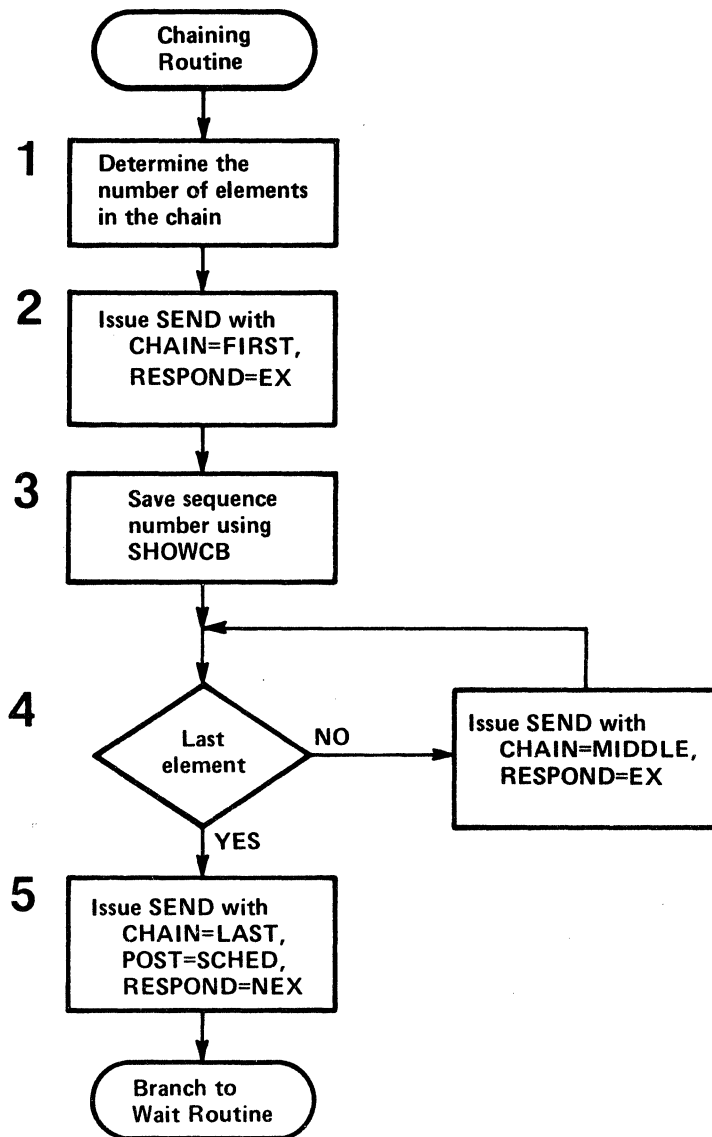 Chaining
Routine
1
Determine the
number of elements
in the chain
2
Issue SEND with
CHAIN=FIRST,
RESPOND=EX
3
Save sequence
number using
SHOWCB
4
Last
element
NO
Issue SEND with
CHAIN=MIDDLE,
RESPOND=EX
YES
5
Issue SEND with
CHAIN=LAST,
POST=SCHED,
RESPOND=NEX
Branch to
Wait Routine